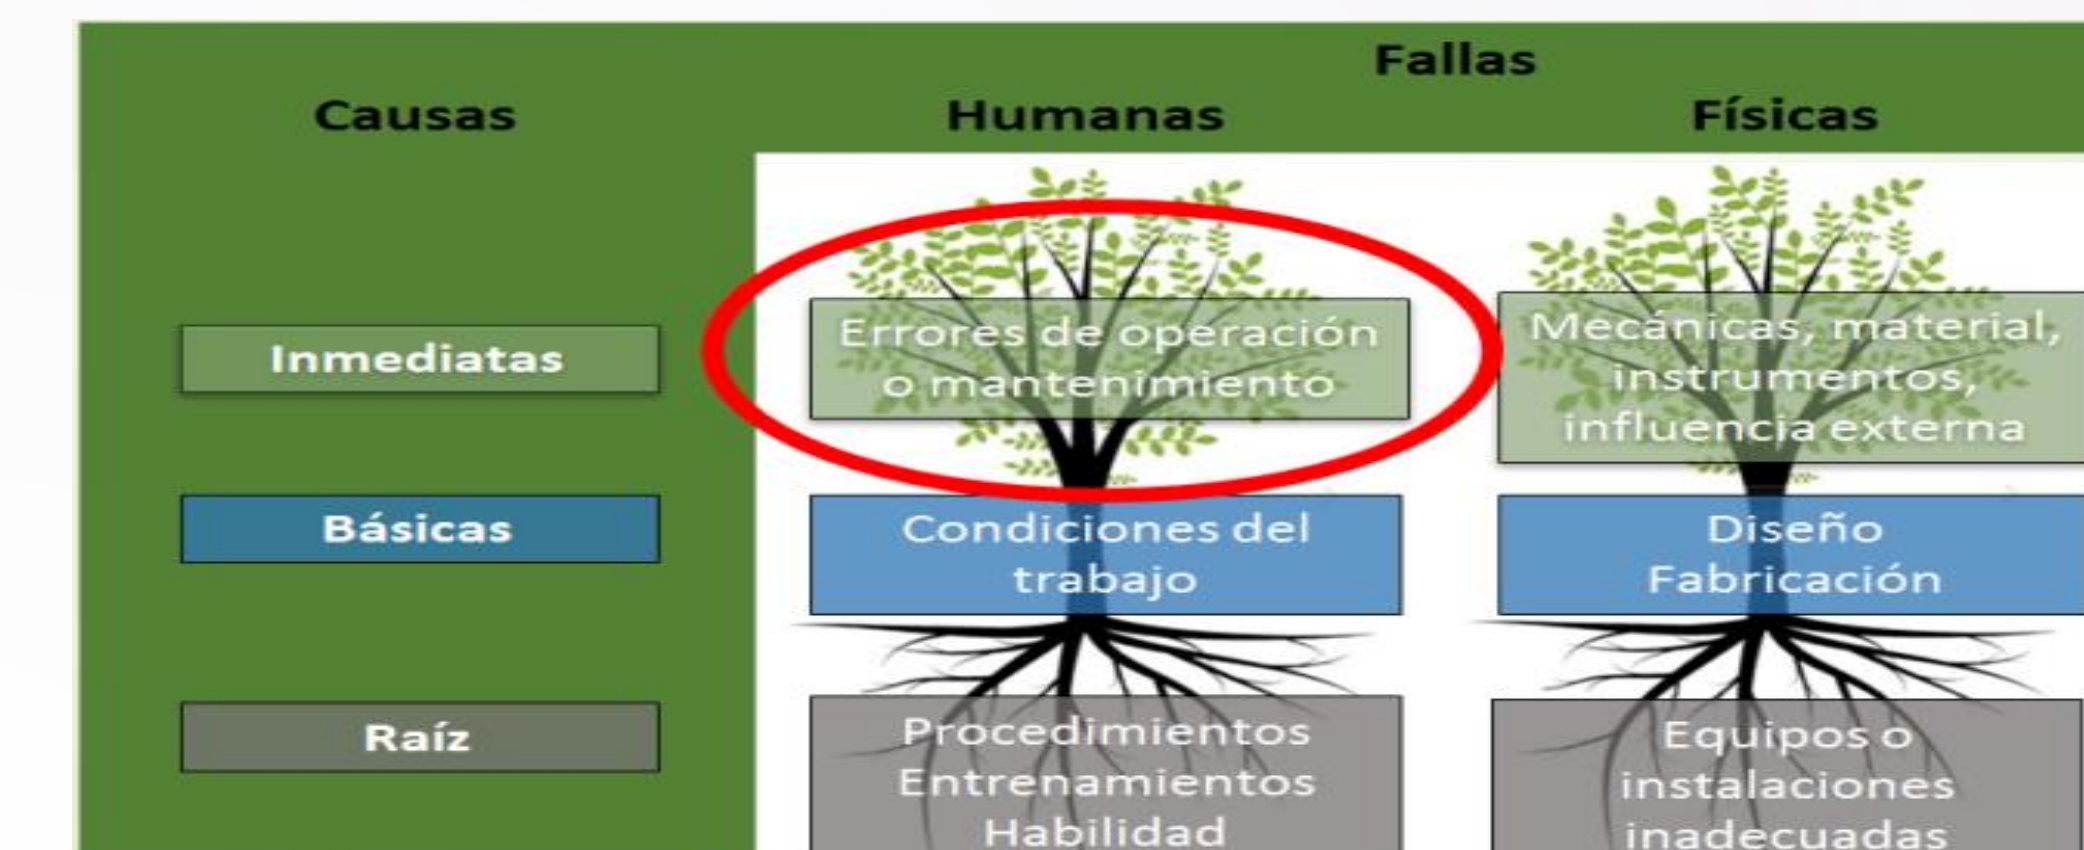 Fallas
Causas
Humanas
Físicas
Inmediatas
Errores de operación
o mantenimiento
Mecánicas, material,
instrumentos,
influencia externa
Básicas
Condiciones del
trabajo
Diseño
Fabricación
Raíz
Procedimientos
Entrenamientos
Habilidad
Equipos o
instalaciones
inadecuadas